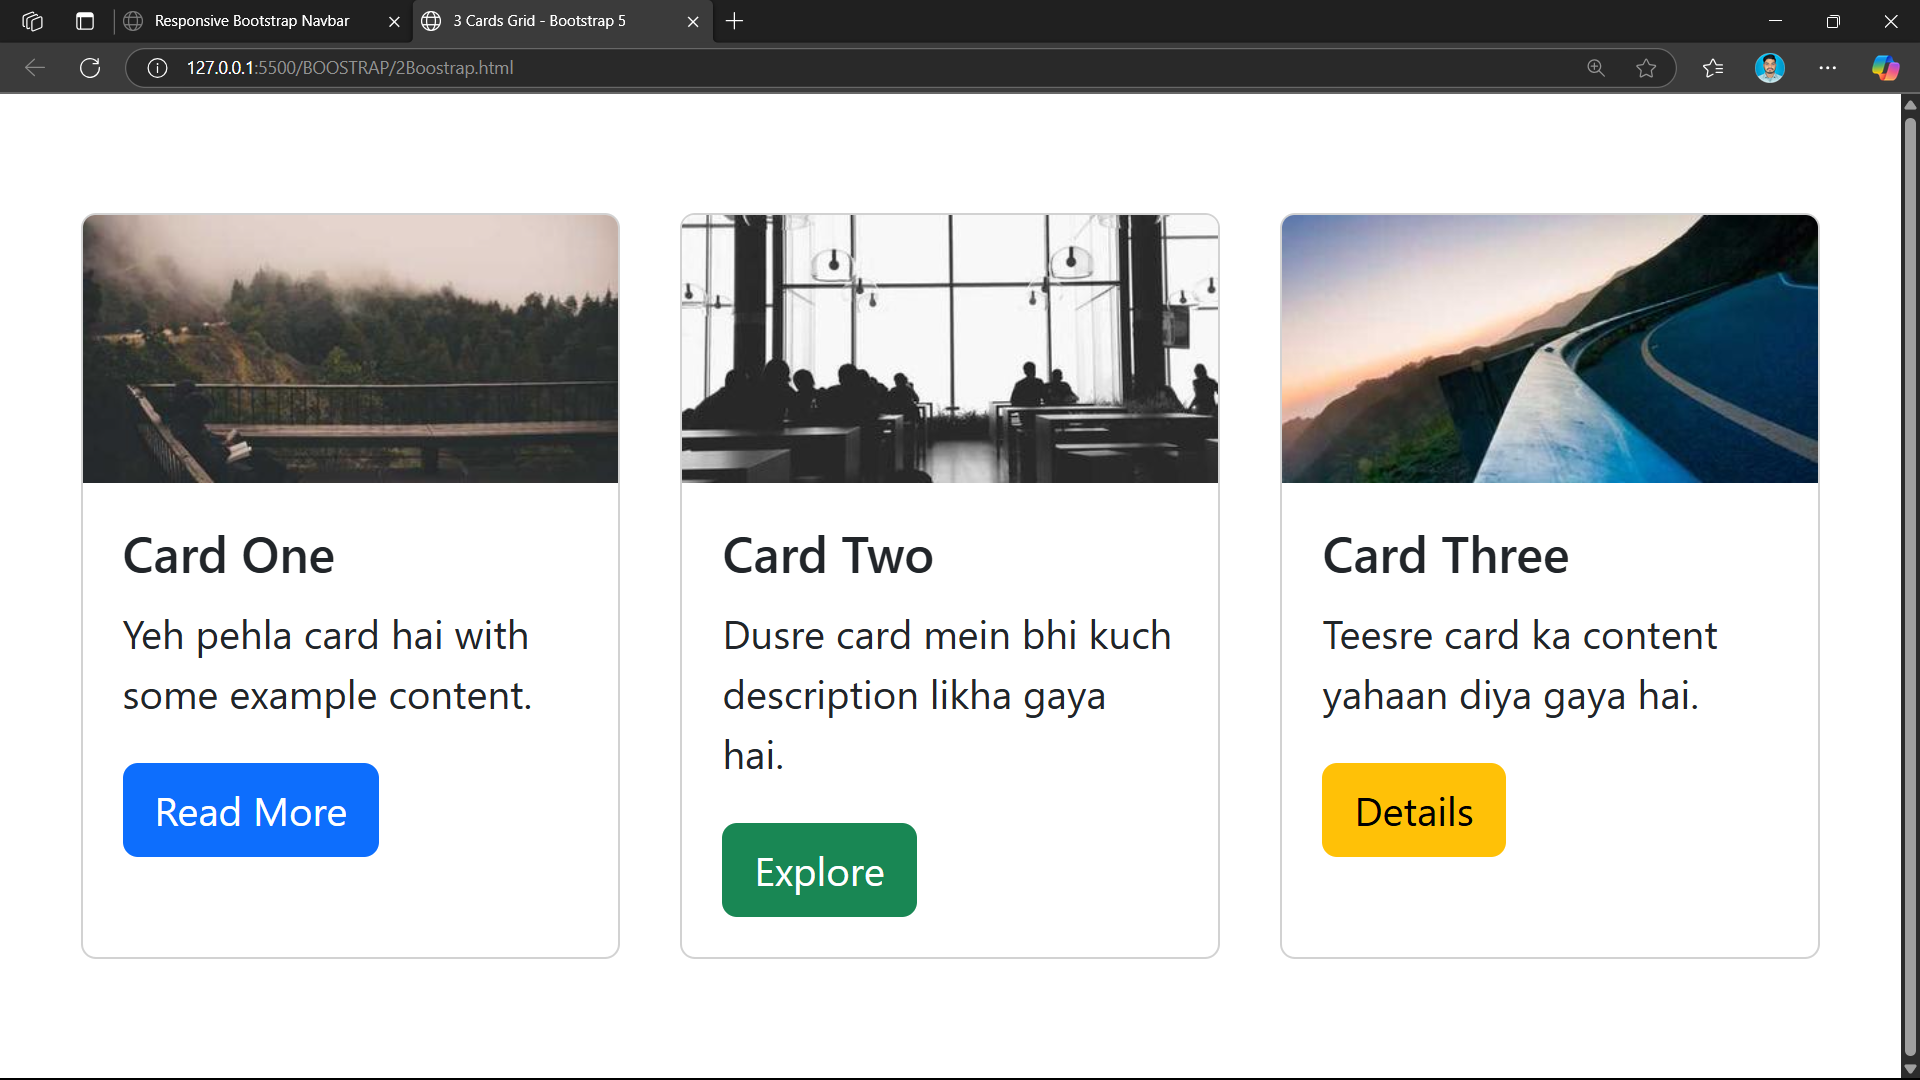 Responsive Bootstrap Navbar
3 Cards Grid - Bootstrap 5
127.0.0.1:5500/BOOSTRAP/2Boostrap.html
Card One
Yeh pehla card hai with
some example content.
Read More
Card Two
Dusre card mein bhi kuch
description likha gaya
hai.
Explore
Card Three
Teesre card ka content
yahaan diya gaya hai.
Details